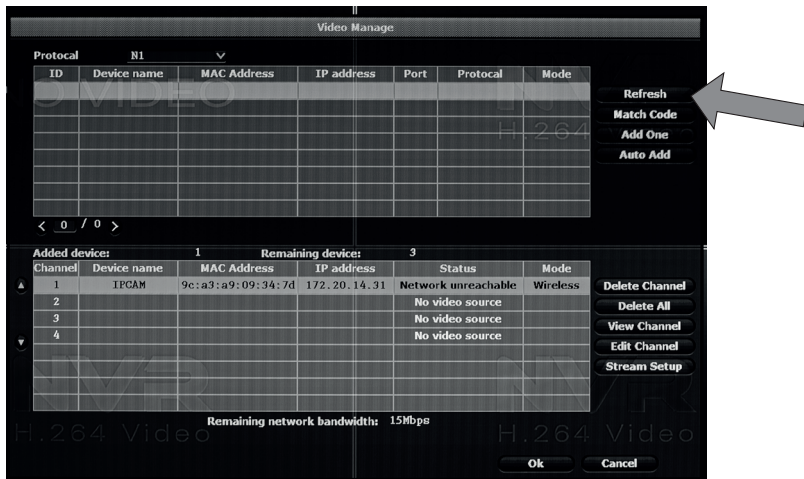 Video Manage
Protocal N1
ID Device name MAC Address IP address Port Protocal Mode
VIDEO
NVR
H.264
Refresh
Match Code
Add One
Auto Add
< 0 / 0 >
Added device: 1 Remaining device: 3
Channel Device name MAC Address IP address Status Mode
1 IPCAM 9c:a3:a9:09:34:7d 172.20.14.31 Network unreachable Wireless
2 No video source
3 No video source
4 No video source
Delete Channel
Delete All
View Channel
Edit Channel
Stream Setup
NVR
NVR
Remaining network bandwidth: 15Mbps
H.264 Video
H.264 Video
Ok Cancel